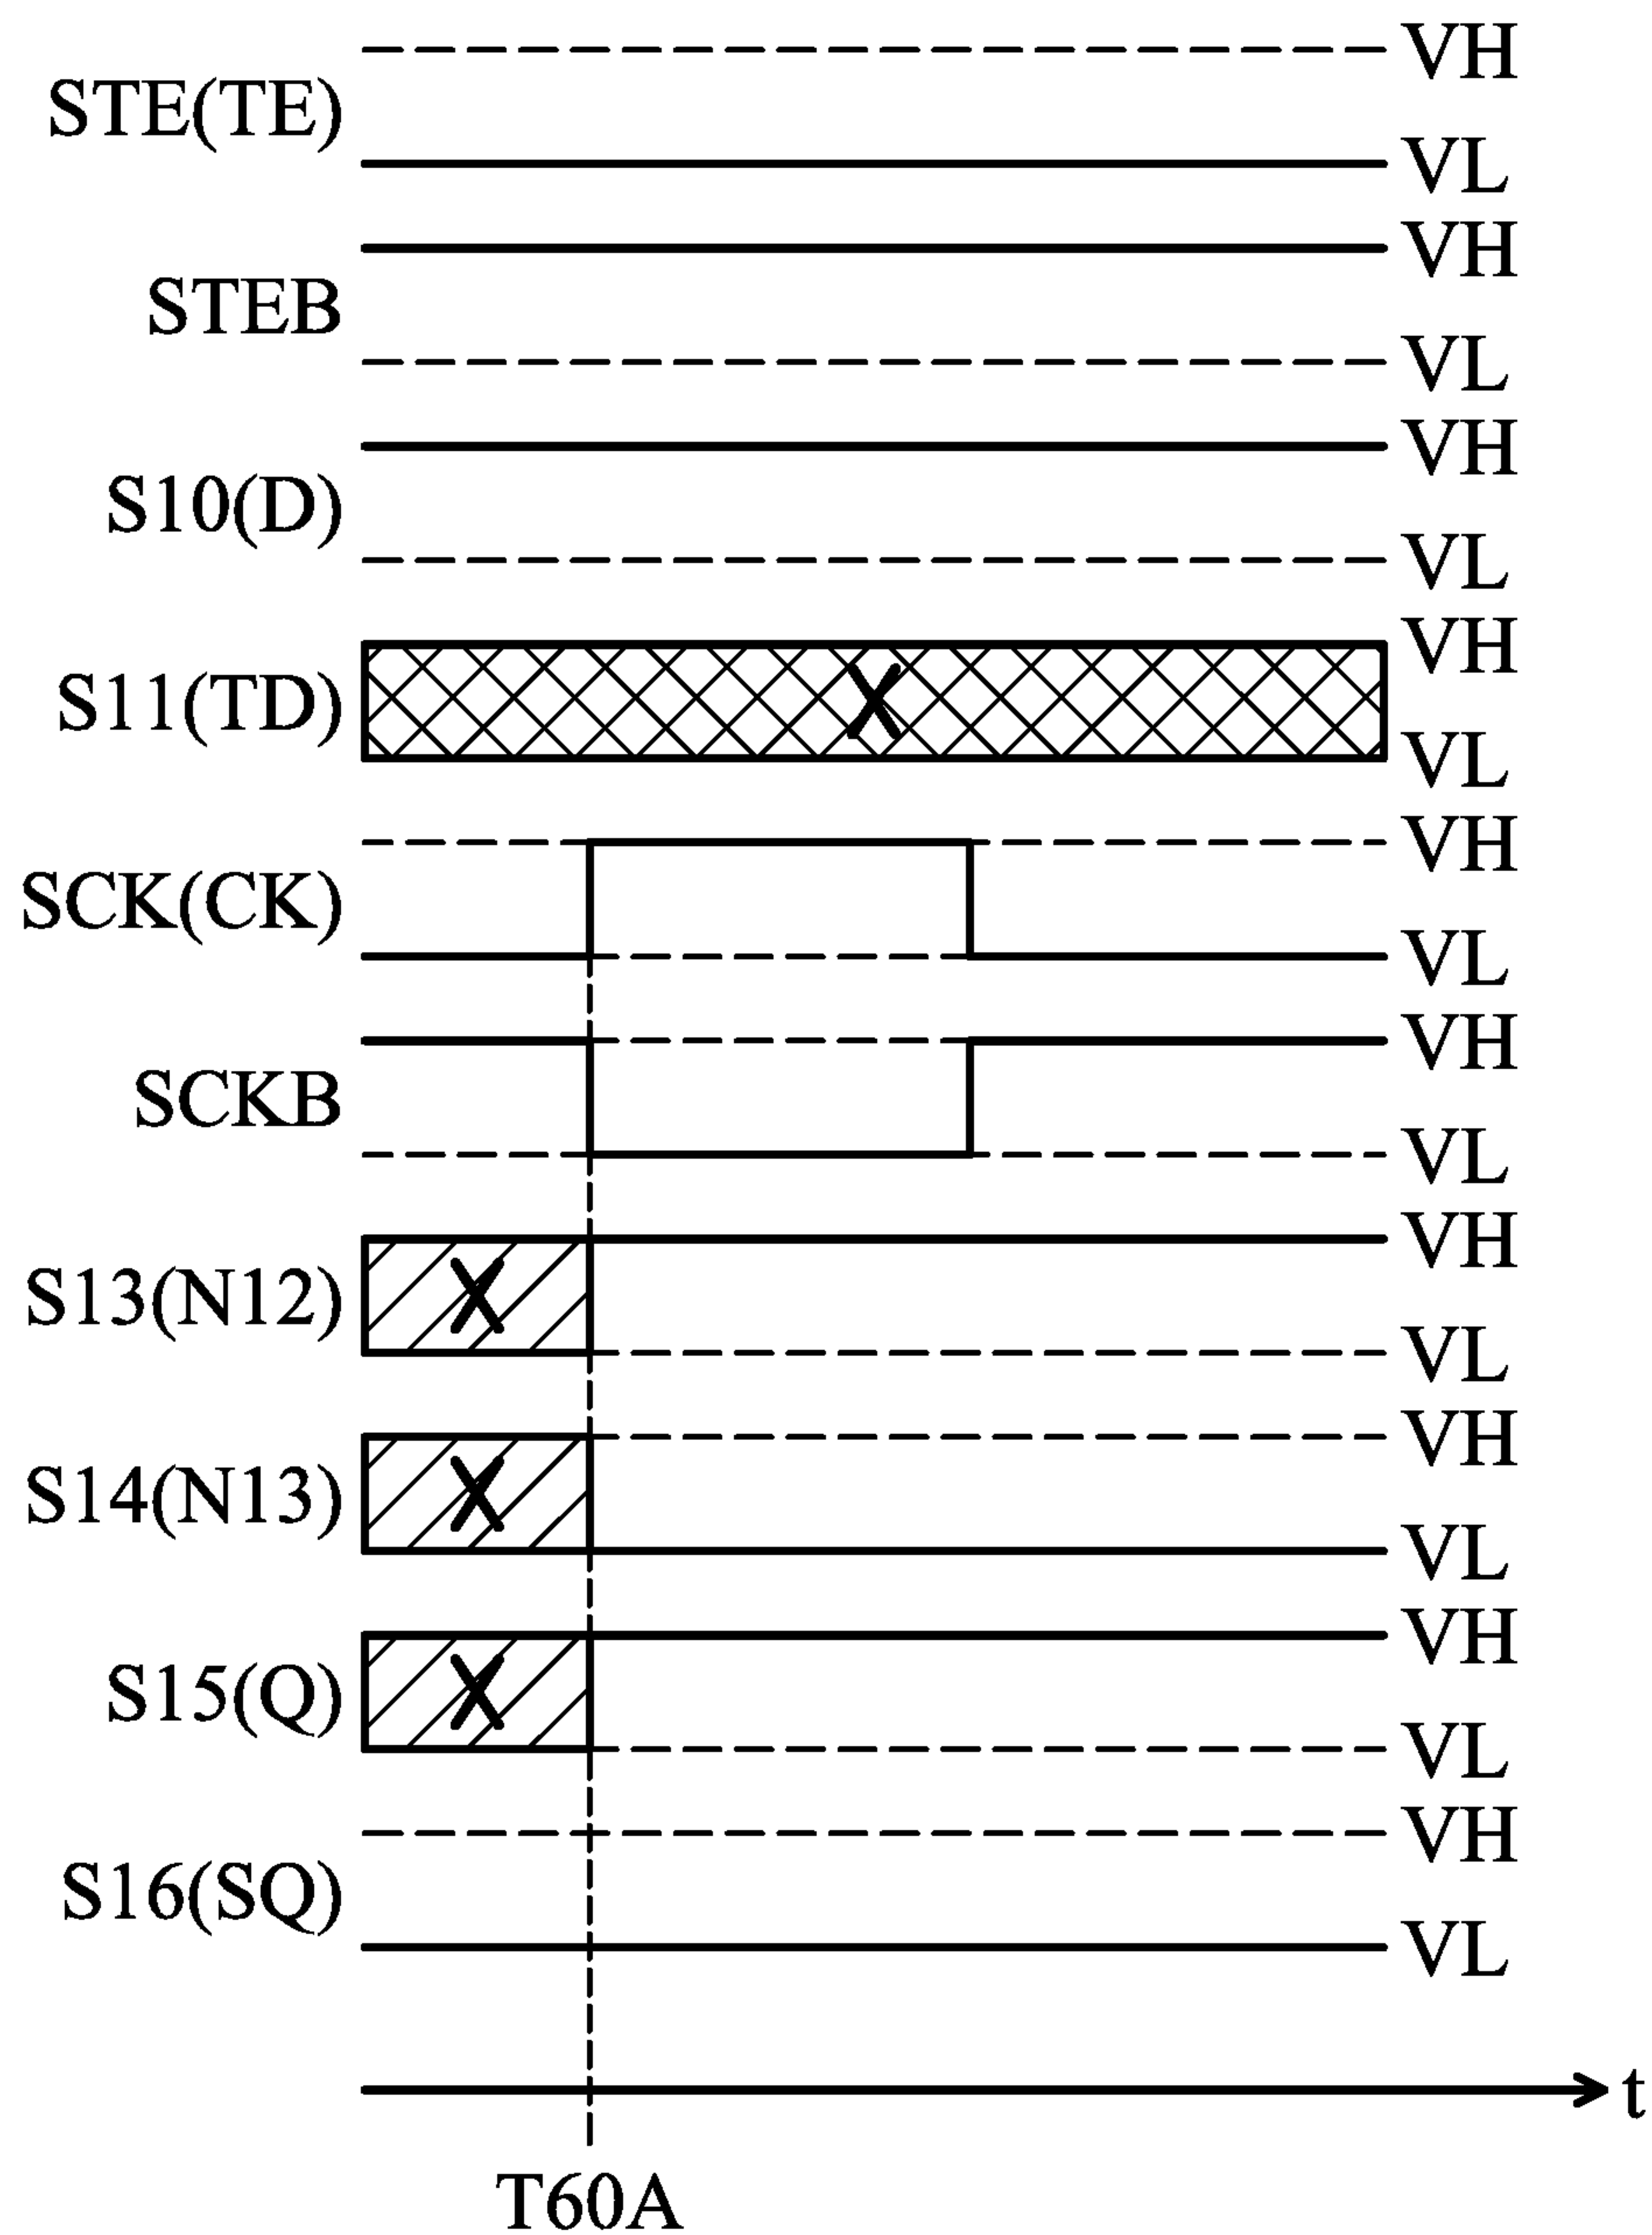 VH
STE(TE)
VL
VH
STEB
VL
VH
S10(D)
VL
VH
S11(TD)
X
VL
VH
SCK(CK)
VL
VH
SCKB
VL
VH
S13(N12)
X
VL
VH
S14(N13)
X
VL
VH
S15(Q)
X
VL
VH
S16(SQ)
VL
t
T60A